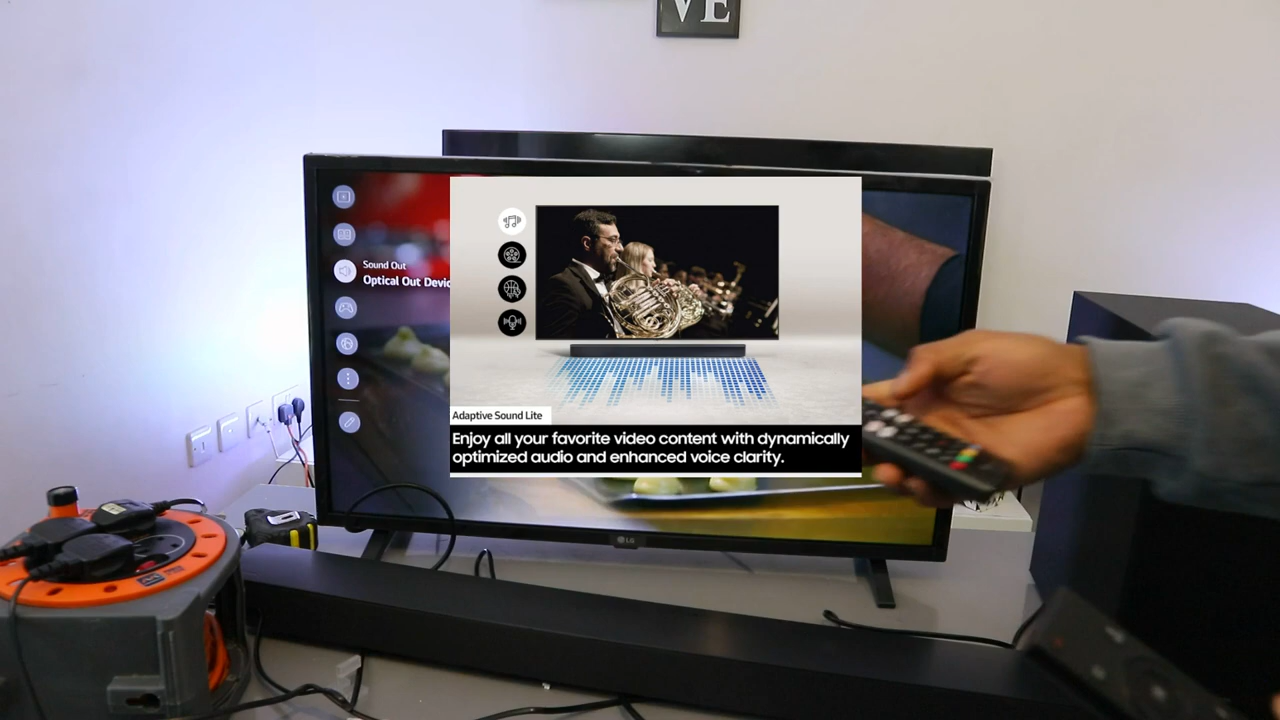 VE
Sound Out
Optical Out Devic
Adaptive Sound Lite
Enjoy all your favorite video content with dynamically
optimized audio and enhanced voice clarity.
LG